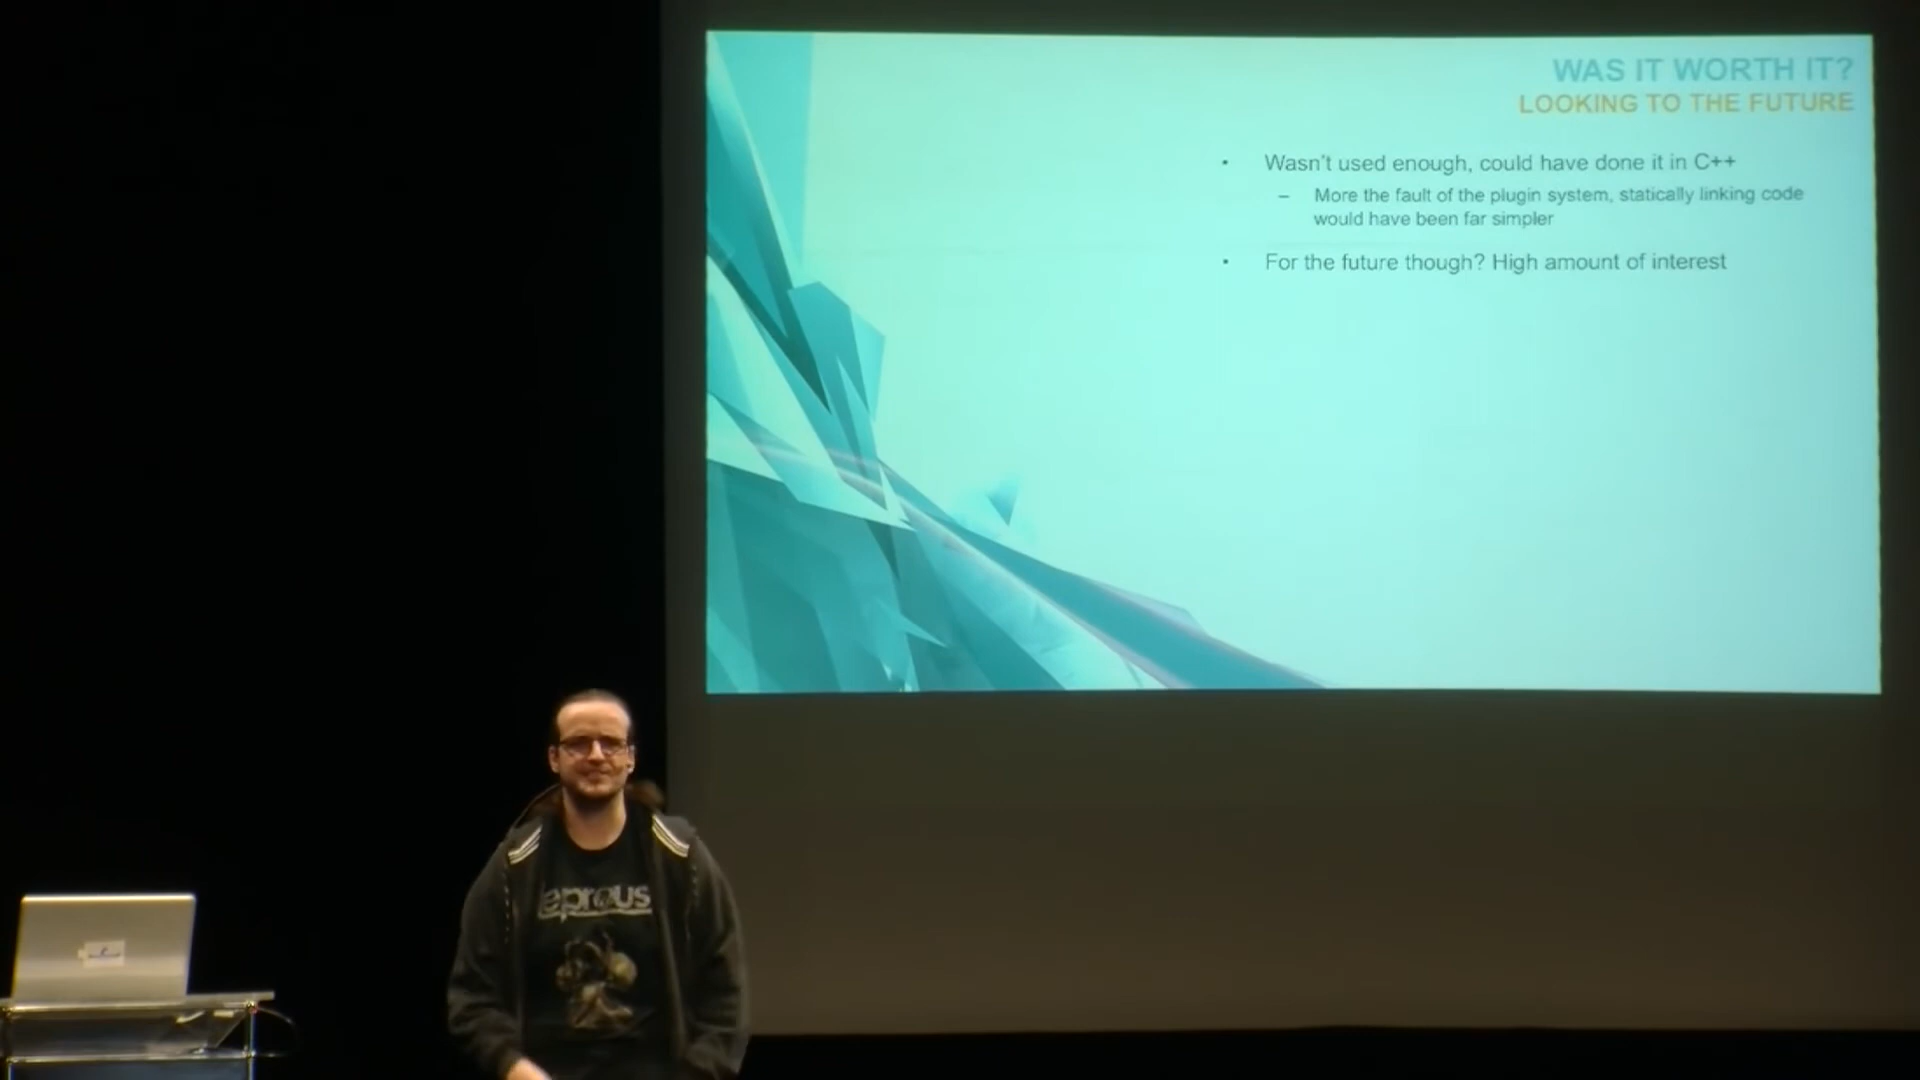 WAS IT WORTH IT?
LOOKING TO THE FUTURE
• Wasn't used enough, could have done it in C++
– More the fault of the plugin system, statically linking code
would have been far simpler
• For the future though? High amount of interest
eprous